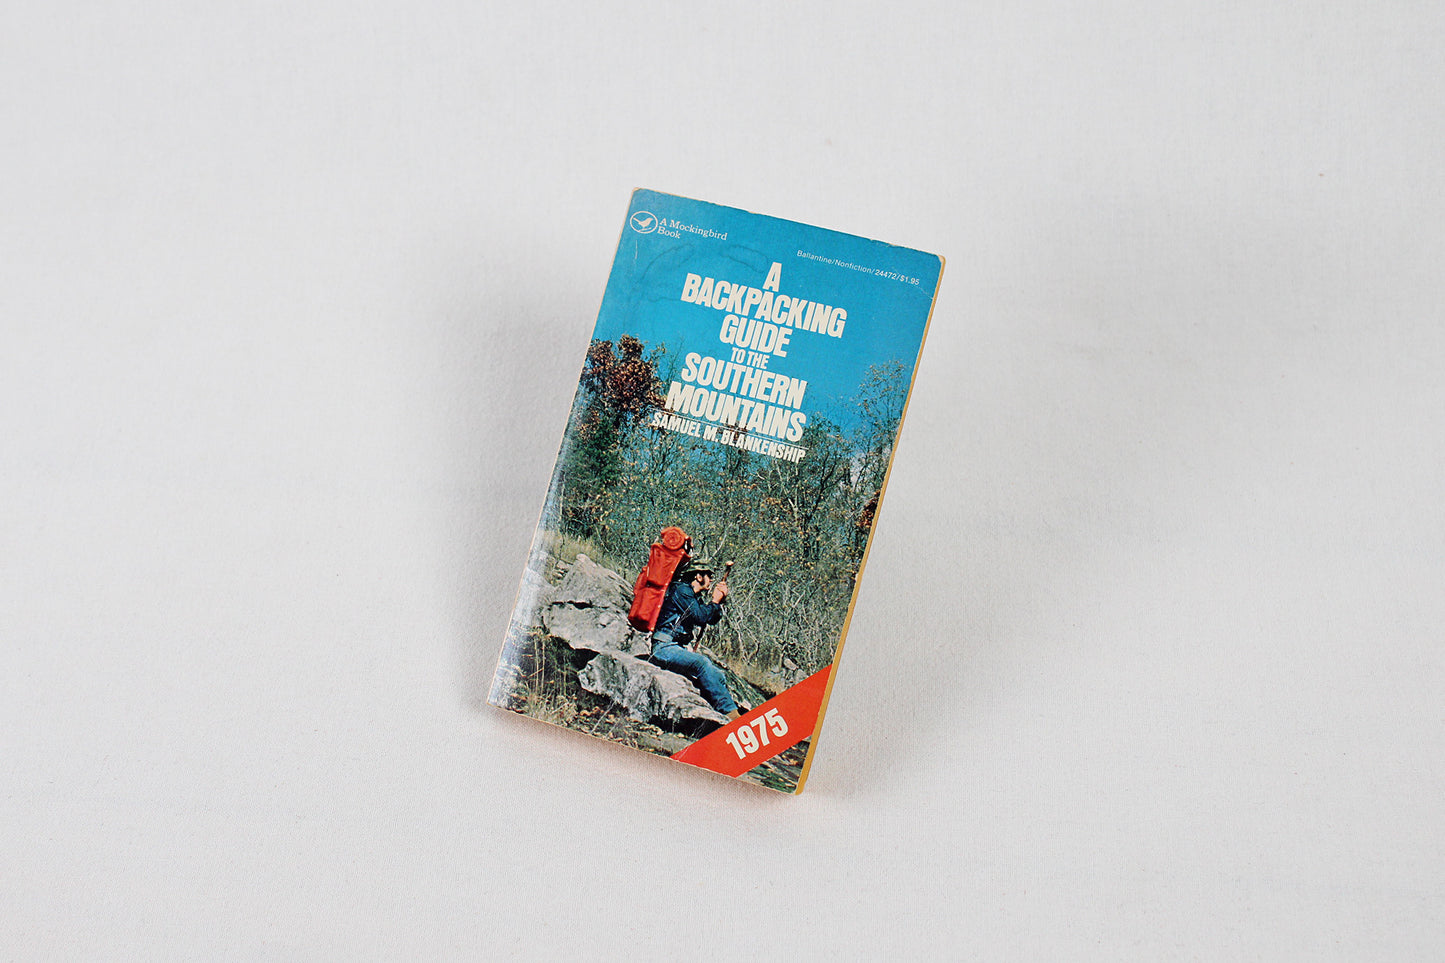 A Mockingbird
Book
Ballantine/Nonfiction/24472/$1.95
A
BACKPACKING
GUIDE
TO THE
SOUTHERN
MOUNTAINS
SAMUEL M. BLANKENSHIP
1975